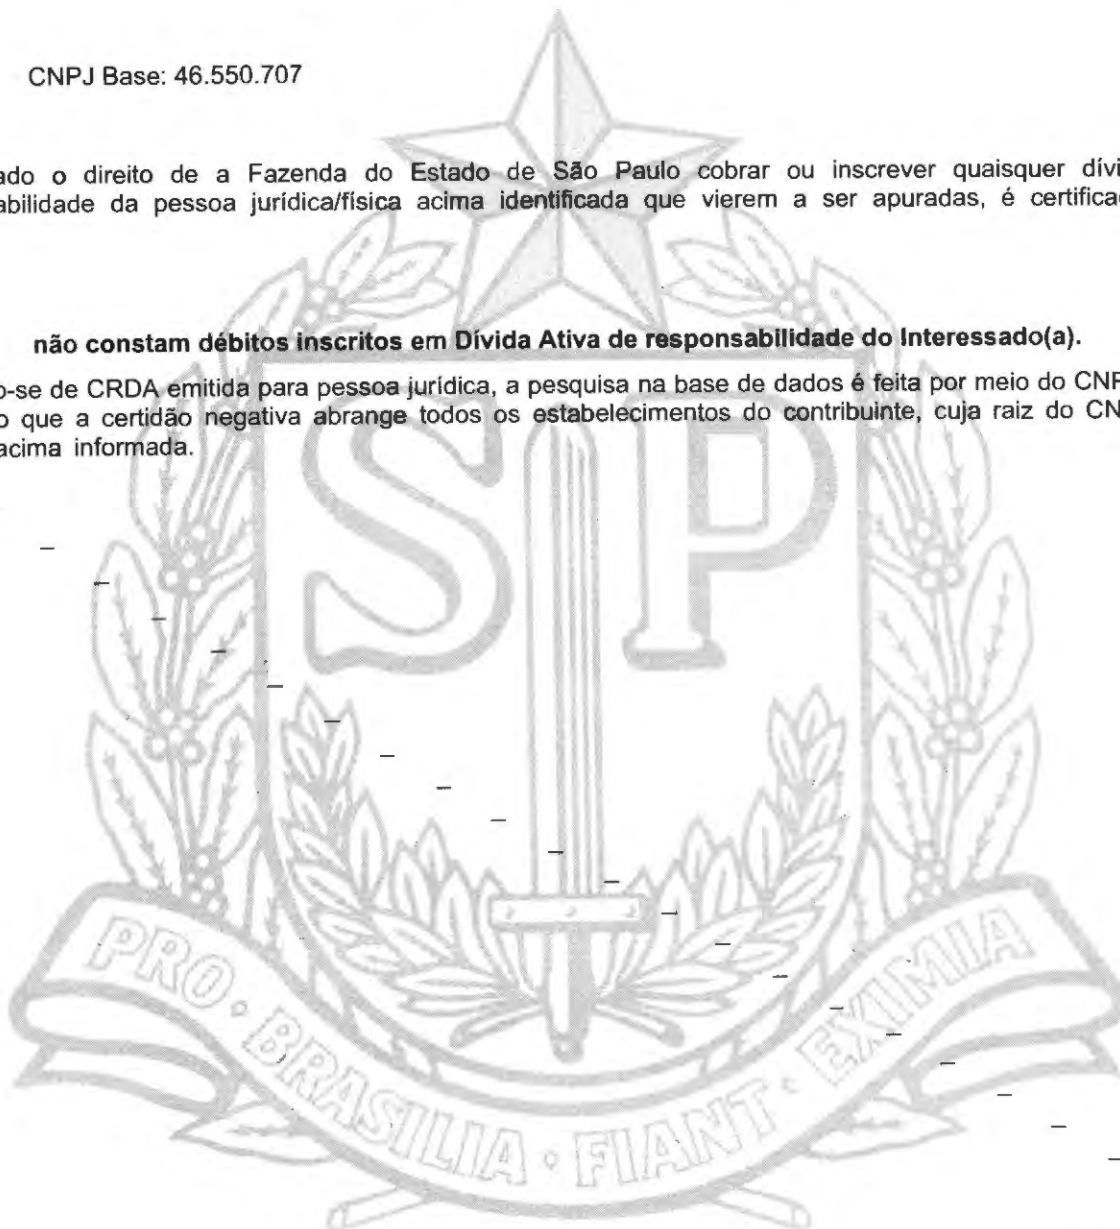 CNPJ Base: 46.550.707
ado o direito de a Fazenda do Estado de São Paulo cobrar ou inscrever quaisquer dívi
abilidade da pessoa jurídica/física acima identificada que vierem a ser apuradas, é certifica
não constam débitos inscritos em Dívida Ativa de responsabilidade do Interessado(a).
o-se de CRDA emitida para pessoa jurídica, a pesquisa na base de dados é feita por meio do CNP
o que a certidão negativa abrange todos os estabelecimentos do contribuinte, cuja raiz do CN
acima informada.
SP
PRO · BRASILIA · FIANT · EXIMIA